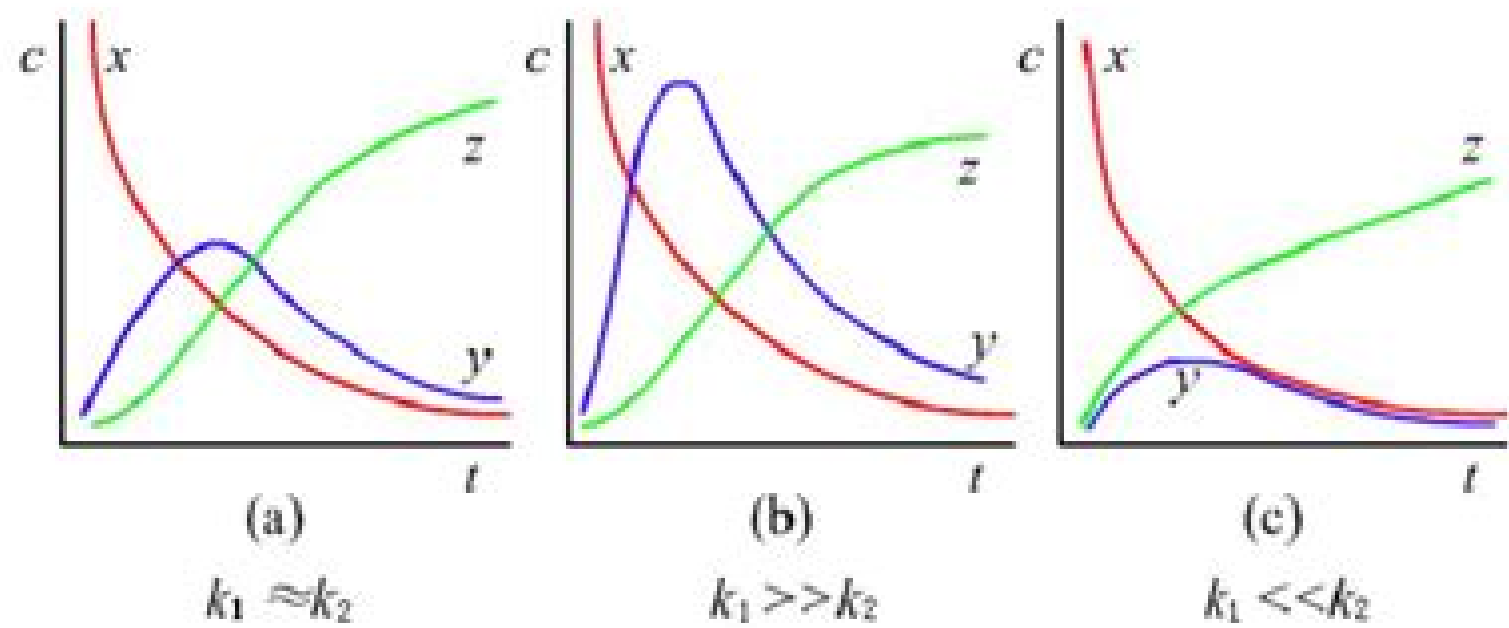 c x z y t
c x z y t
c x z y t
(a) (b) (c)
k₁ ≈k₂ k₁>>k₂ k₁<<k₂